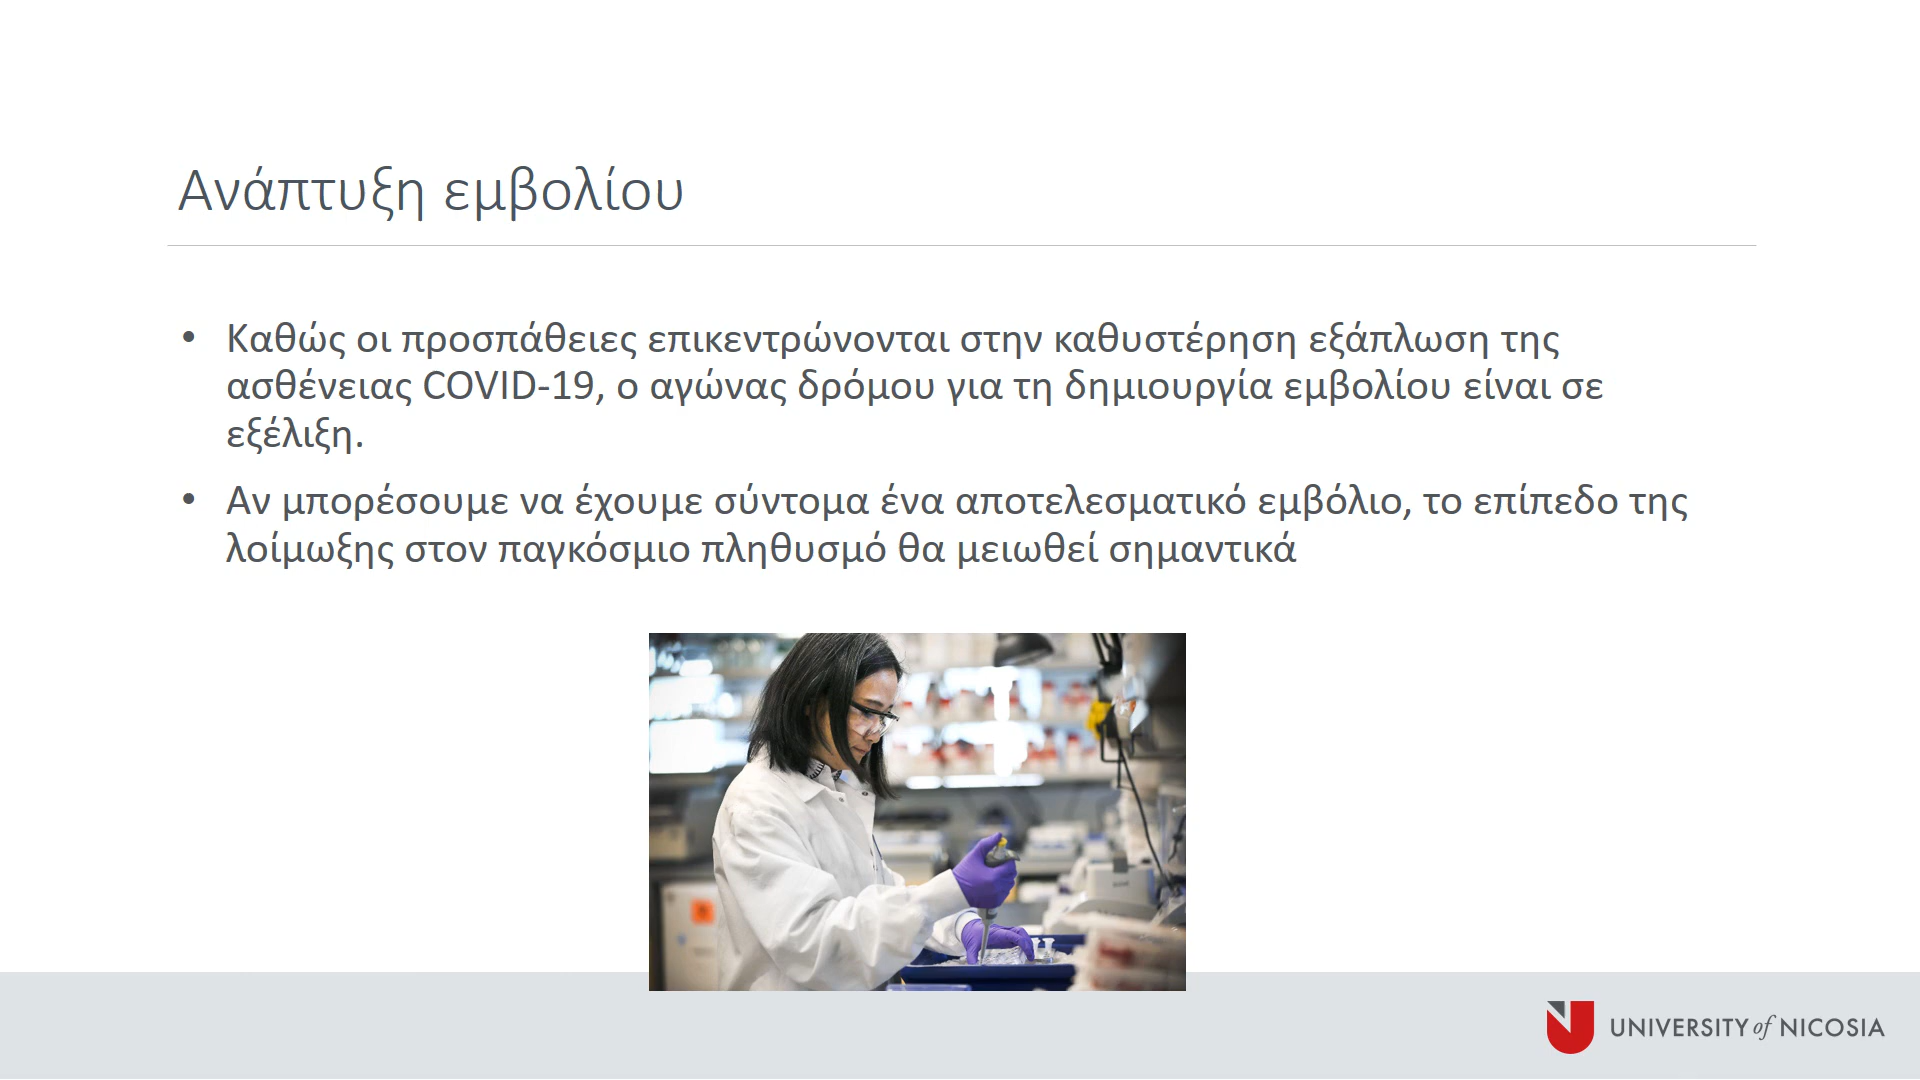 Ανάπτυξη εμβολίου
• Καθώς οι προσπάθειες επικεντρώνονται στην καθυστέρηση εξάπλωση της
ασθένειας COVID-19, ο αγώνας δρόμου για τη δημιουργία εμβολίου είναι σε
εξέλιξη.
• Αν μπορέσουμε να έχουμε σύντομα ένα αποτελεσματικό εμβόλιο, το επίπεδο της
λοίμωξης στον παγκόσμιο πληθυσμό θα μειωθεί σημαντικά
UNIVERSITY of NICOSIA